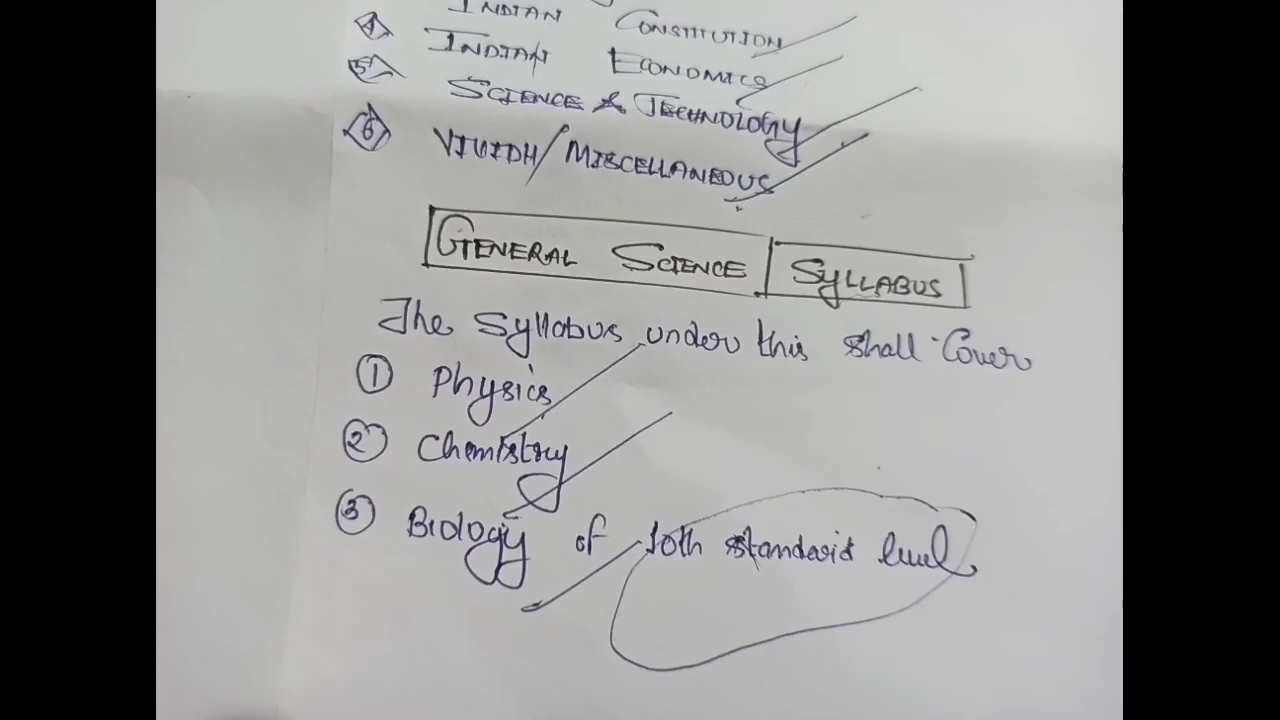 INDIAN CONSTITUTION
4 INDIAN ECONOMICS
5 SCIENCE & TECHNOLOGY
6 VIVIDH/MISCELLANEOUS
GENERAL SCIENCE SYLLABUS
The Syllabus under this shall Cover
1 Physics
2 Chemistry
3 Biology of 10th standard level